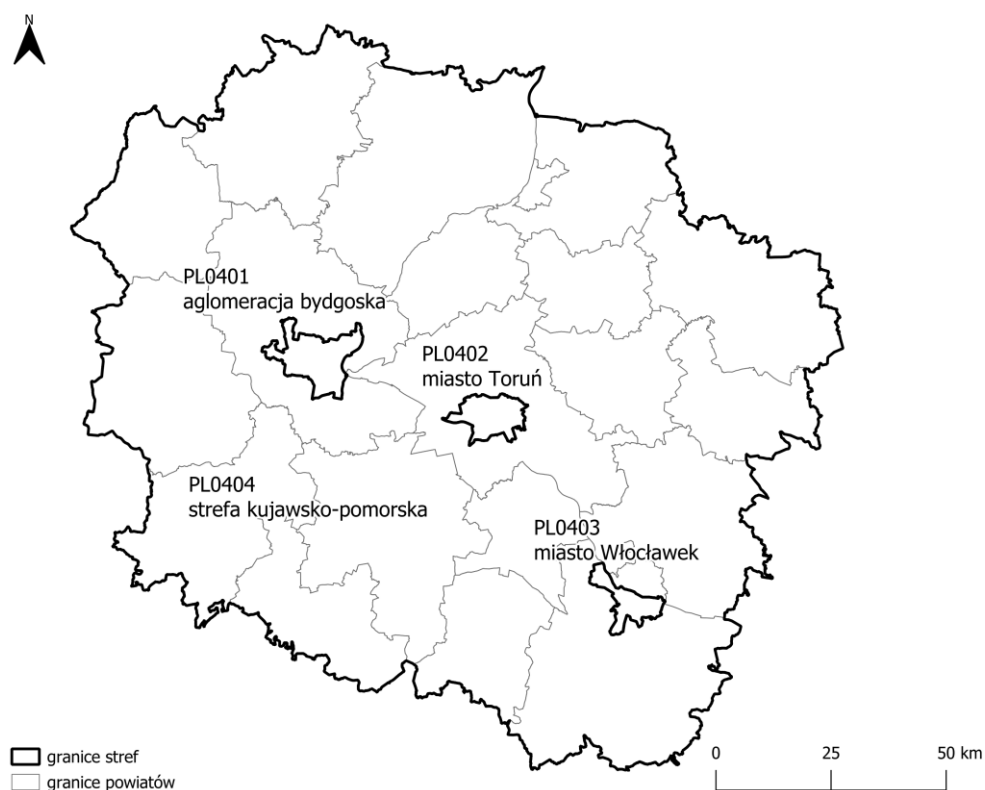 N
PL0401
aglomeracja bydgoska
PL0402
miasto Toruń
PL0404
strefa kujawsko-pomorska
PL0403
miasto Włocławek
granice stref
granice powiatów
0 25 50 km